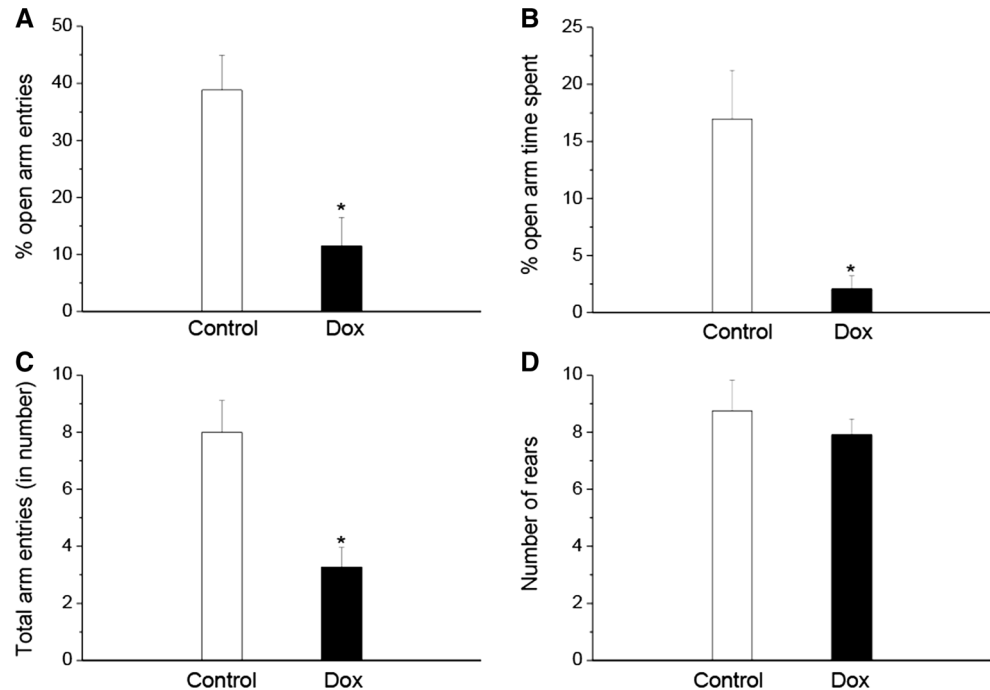 A
% open arm entries
50
40
30
20
10
0
*
Control Dox
B
% open arm time spent
25
20
15
10
5
0
*
Control Dox
C
Total arm entries (in number)
10
8
6
4
2
0
*
Control Dox
D
Number of rears
10
8
6
4
2
0
Control Dox